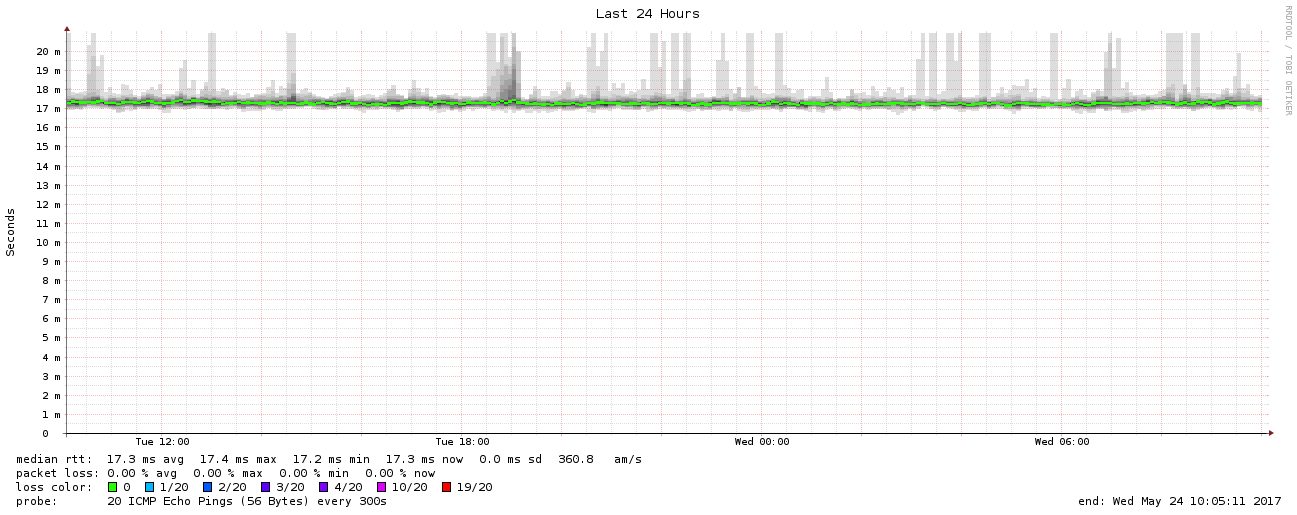 Last 24 Hours
RRDTOOL / TOBI OETIKER
Seconds
20 m
19 m
18 m
17 m
16 m
15 m
14 m
13 m
12 m
11 m
10 m
9 m
8 m
7 m
6 m
5 m
4 m
3 m
2 m
1 m
0
Tue 12:00 Tue 18:00 Wed 00:00 Wed 06:00
median rtt: 17.3 ms avg 17.4 ms max 17.2 ms min 17.3 ms now 0.0 ms sd 360.8 am/s
packet loss: 0.00 % avg 0.00 % max 0.00 % min 0.00 % now
loss color: 0 1/20 2/20 3/20 4/20 10/20 19/20
probe: 20 ICMP Echo Pings (56 Bytes) every 300s end: Wed May 24 10:05:11 2017